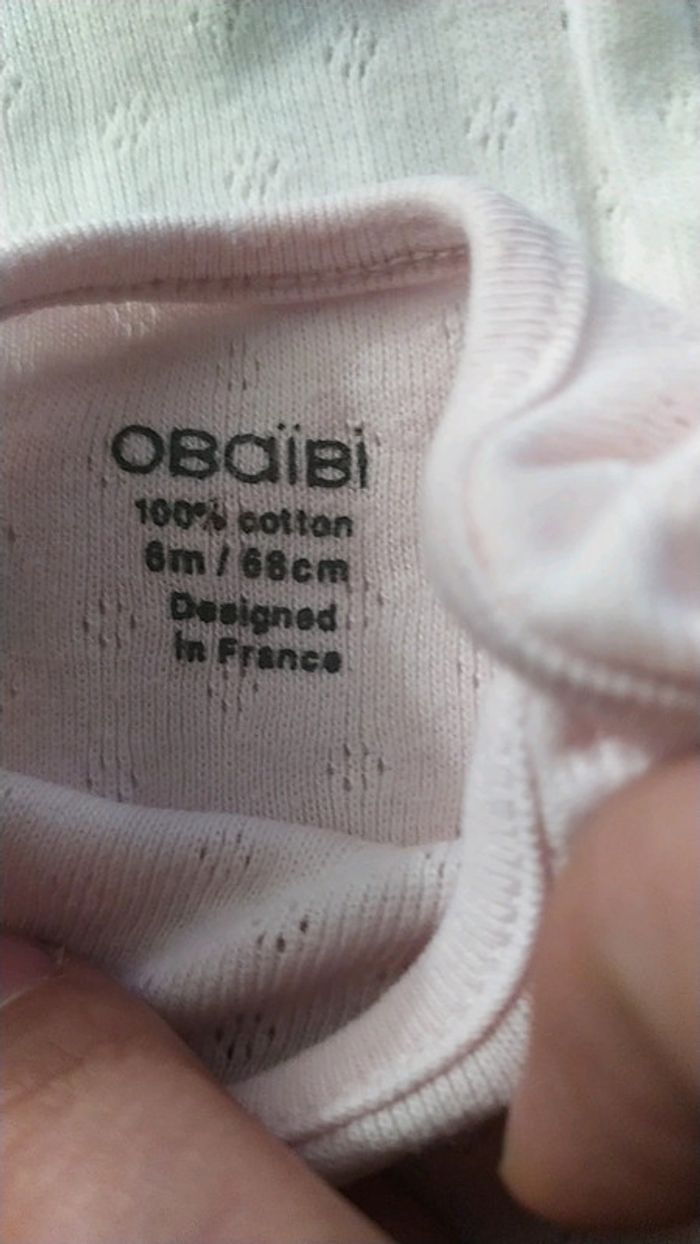 OBaïBi
100% cotton
6m / 68cm
Designed
in France